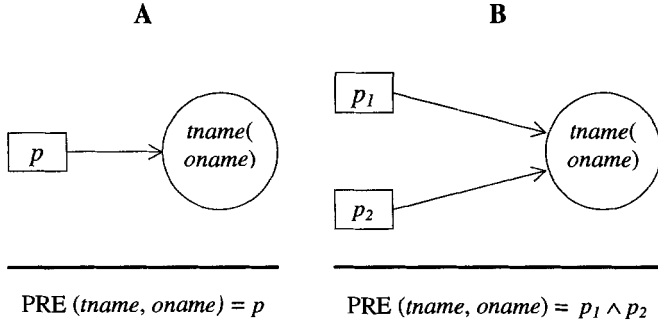 A
p
tname(
oname)
PRE (tname, oname) = p
B
p1
p2
tname(
oname)
PRE (tname, oname) = p1 ∧ p2